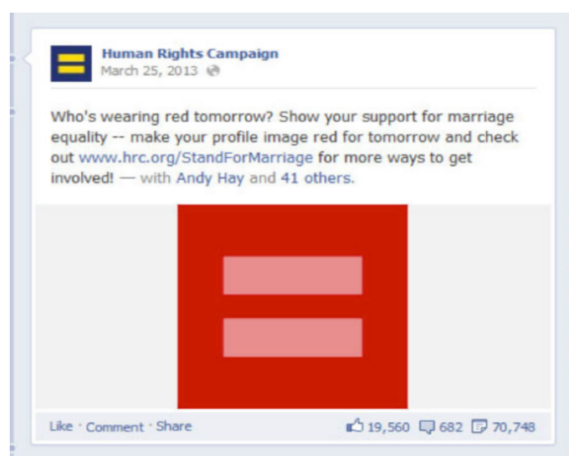 Human Rights Campaign
March 25, 2013
Who's wearing red tomorrow? Show your support for marriage
equality -- make your profile image red for tomorrow and check
out www.hrc.org/StandForMarriage for more ways to get
involved! — with Andy Hay and 41 others.
Like · Comment · Share 19,560 682 70,748